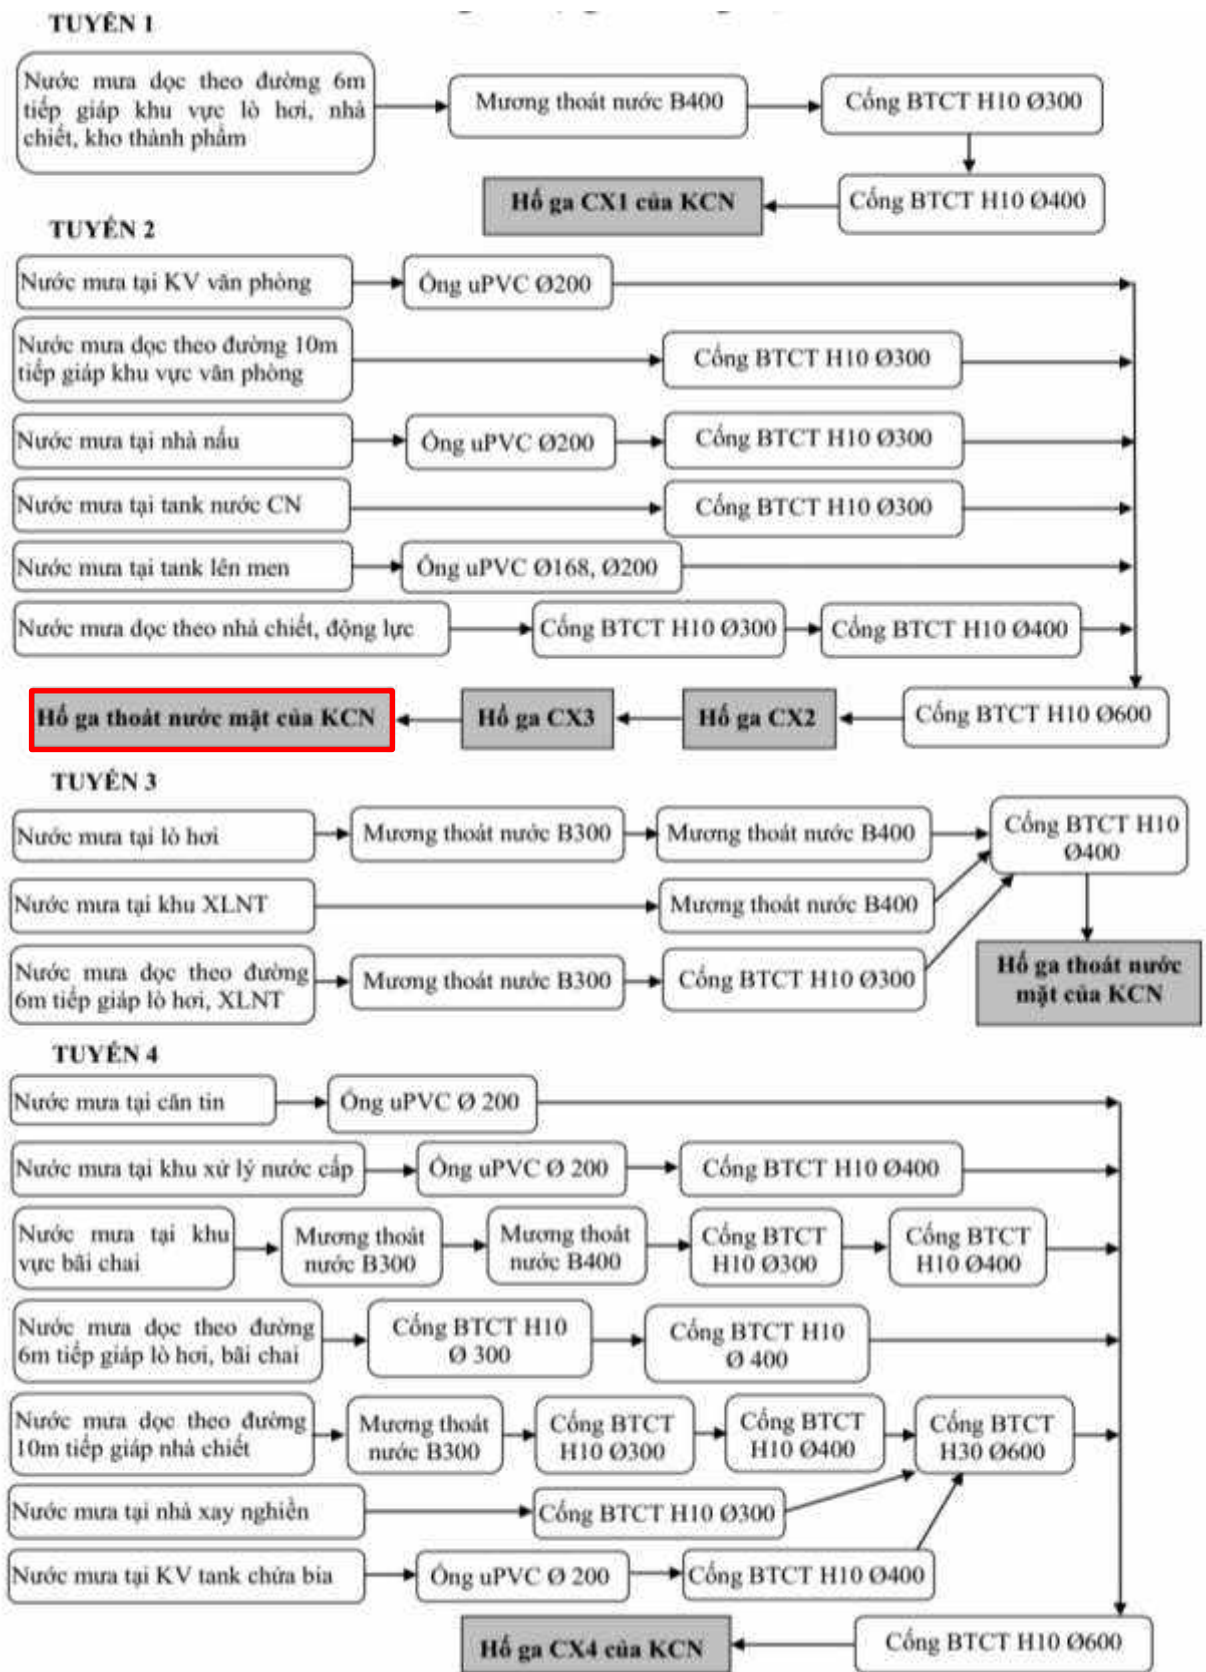 TUYẾN 1
Nước mưa dọc theo đường 6m
tiếp giáp khu vực lò hơi, nhà
chiết, kho thành phẩm
Mương thoát nước B400
Cống BTCT H10 Ø300
Hố ga CX1 của KCN
Cống BTCT H10 Ø400
TUYẾN 2
Nước mưa tại KV văn phòng
Ống uPVC Ø200
Nước mưa dọc theo đường 10m
tiếp giáp khu vực văn phòng
Cống BTCT H10 Ø300
Nước mưa tại nhà nấu
Ống uPVC Ø200
Cống BTCT H10 Ø300
Nước mưa tại tank nước CN
Cống BTCT H10 Ø300
Nước mưa tại tank lên men
Ống uPVC Ø168, Ø200
Nước mưa dọc theo nhà chiết, động lực
Cống BTCT H10 Ø300
Cống BTCT H10 Ø400
Hố ga thoát nước mặt của KCN
Hố ga CX3
Hố ga CX2
Cống BTCT H10 Ø600
TUYẾN 3
Nước mưa tại lò hơi
Mương thoát nước B300
Mương thoát nước B400
Cống BTCT H10
Ø400
Nước mưa tại khu XLNT
Mương thoát nước B400
Nước mưa dọc theo đường
6m tiếp giáp lò hơi, XLNT
Mương thoát nước B300
Cống BTCT H10 Ø300
Hố ga thoát nước
mặt của KCN
TUYẾN 4
Nước mưa tại căn tin
Ống uPVC Ø 200
Nước mưa tại khu xử lý nước cấp
Ống uPVC Ø 200
Cống BTCT H10 Ø400
Nước mưa tại khu
vực bãi chai
Mương thoát
nước B300
Mương thoát
nước B400
Cống BTCT
H10 Ø300
Cống BTCT
H10 Ø400
Nước mưa dọc theo đường
6m tiếp giáp lò hơi, bãi chai
Cống BTCT H10
Ø 300
Cống BTCT H10
Ø 400
Nước mưa dọc theo đường
10m tiếp giáp nhà chiết
Mương thoát
nước B300
Cống BTCT
H10 Ø300
Cống BTCT
H10 Ø400
Cống BTCT
H30 Ø600
Nước mưa tại nhà xay nghiền
Cống BTCT H10 Ø300
Nước mưa tại KV tank chứa bia
Ống uPVC Ø 200
Cống BTCT H10 Ø400
Hố ga CX4 của KCN
Cống BTCT H10 Ø600